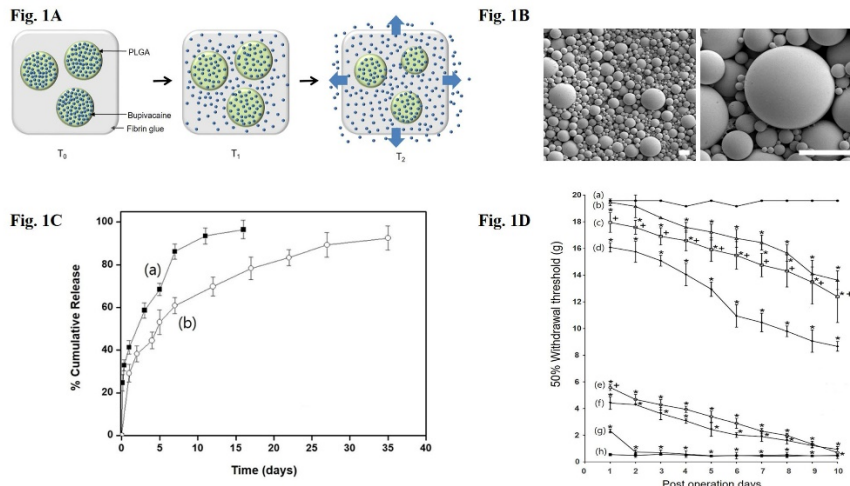 Fig. 1A
PLGA
Bupivacaine
Fibrin glue
T0
T1
T2
Fig. 1B
Fig. 1C
% Cumulative Release
100
80
60
40
20
0
(a)
(b)
0 5 10 15 20 25 30 35 40
Time (days)
Fig. 1D
50% Withdrawal threshold (g)
20
18
16
14
12
10
8
6
4
2
0
(a)
(b)
(c)
(d)
(e)
(f)
(g)
(h)
1 2 3 4 5 6 7 8 9 10
Post operation days